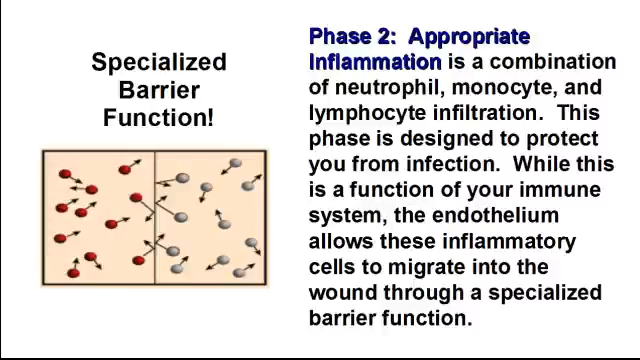 Specialized
Barrier
Function!
Phase 2:  Appropriate
Inflammation is a combination
of neutrophil, monocyte, and
lymphocyte infiltration.  This
phase is designed to protect
you from infection.  While this
is a function of your immune
system, the endothelium
allows these inflammatory
cells to migrate into the
wound through a specialized
barrier function.